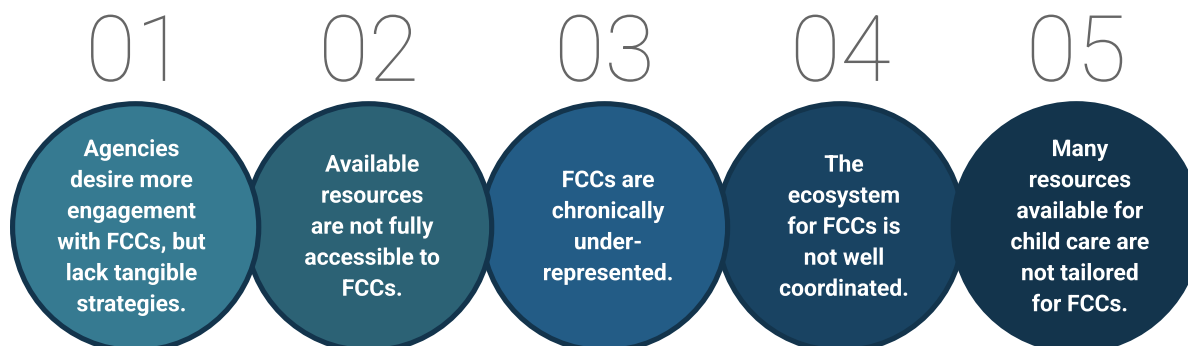 01
Agencies
desire more
engagement
with FCCs, but
lack tangible
strategies.
02
Available
resources
are not fully
accessible to
FCCs.
03
FCCs are
chronically
under-
represented.
04
The
ecosystem
for FCCs is
not well
coordinated.
05
Many
resources
available for
child care are
not tailored
for FCCs.